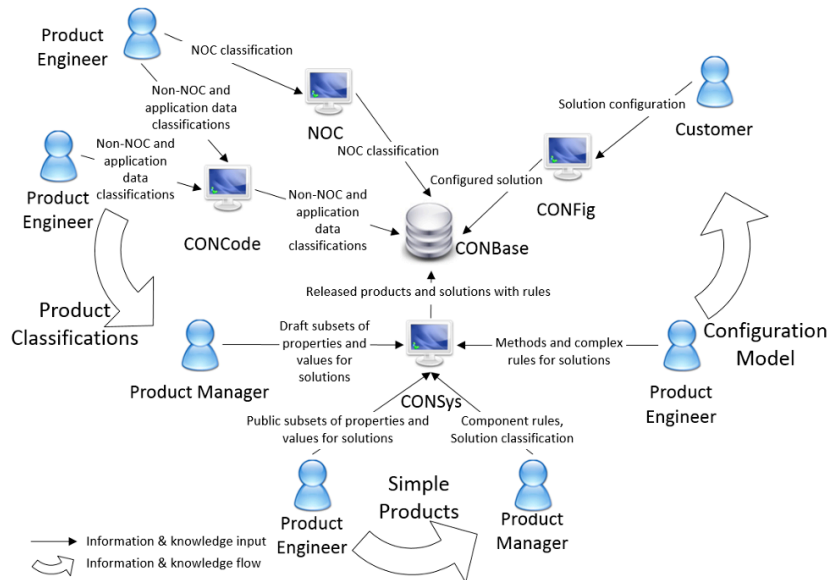 Product
Engineer
NOC classification
Non-NOC and
application data
classifications
NOC
Solution configuration
Customer
Non-NOC and
application
data
classifications
Product
Engineer
NOC classification
CONCode
Non-NOC and
application
data
classifications
Configured solution
CONFig
CONBase
Released products and solutions with rules
Product
Classifications
Draft subsets of
properties and
values for
solutions
Product Manager
CONSys
Methods and complex
rules for solutions
Product
Engineer
Configuration
Model
Public subsets of properties and
values for solutions
Component rules,
Solution classification
Product
Engineer
Simple
Products
Product
Manager
Information & knowledge input
Information & knowledge flow